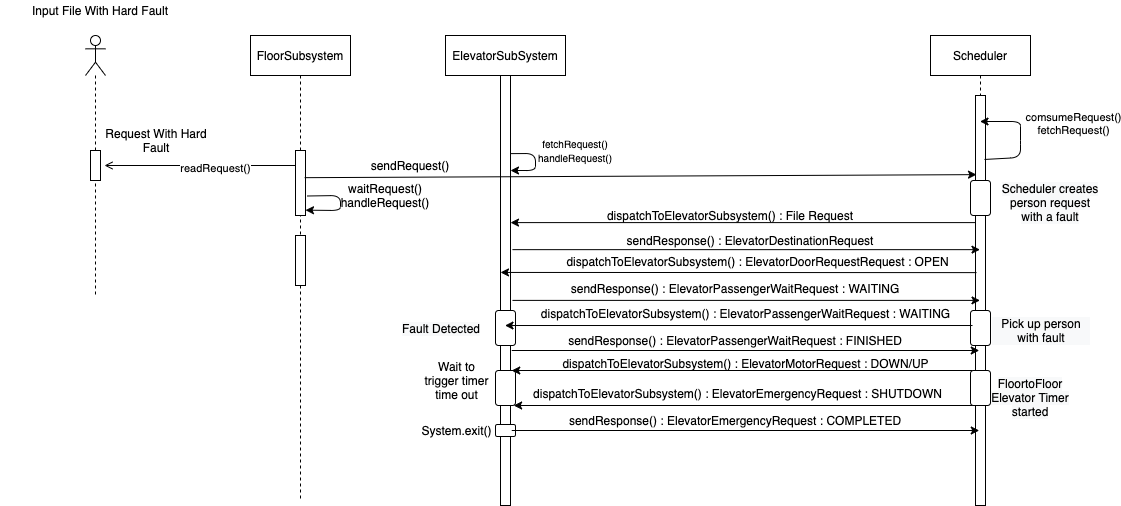 Input File With Hard Fault
FloorSubsystem
ElevatorSubSystem
Scheduler
comsumeRequest()
fetchRequest()
Request With Hard
Fault
fetchRequest()
handleRequest()
readRequest()
sendRequest()
waitRequest()
handleRequest()
Scheduler creates
person request
with a fault
dispatchToElevatorSubsystem() : File Request
sendResponse() : ElevatorDestinationRequest
dispatchToElevatorSubsystem() : ElevatorDoorRequestRequest : OPEN
sendResponse() : ElevatorPassengerWaitRequest : WAITING
dispatchToElevatorSubsystem() : ElevatorPassengerWaitRequest : WAITING
Fault Detected
Pick up person
with fault
sendResponse() : ElevatorPassengerWaitRequest : FINISHED
Wait to
trigger timer
time out
dispatchToElevatorSubsystem() : ElevatorMotorRequest : DOWN/UP
FloortoFloor
Elevator Timer
started
dispatchToElevatorSubsystem() : ElevatorEmergencyRequest : SHUTDOWN
sendResponse() : ElevatorEmergencyRequest : COMPLETED
System.exit()